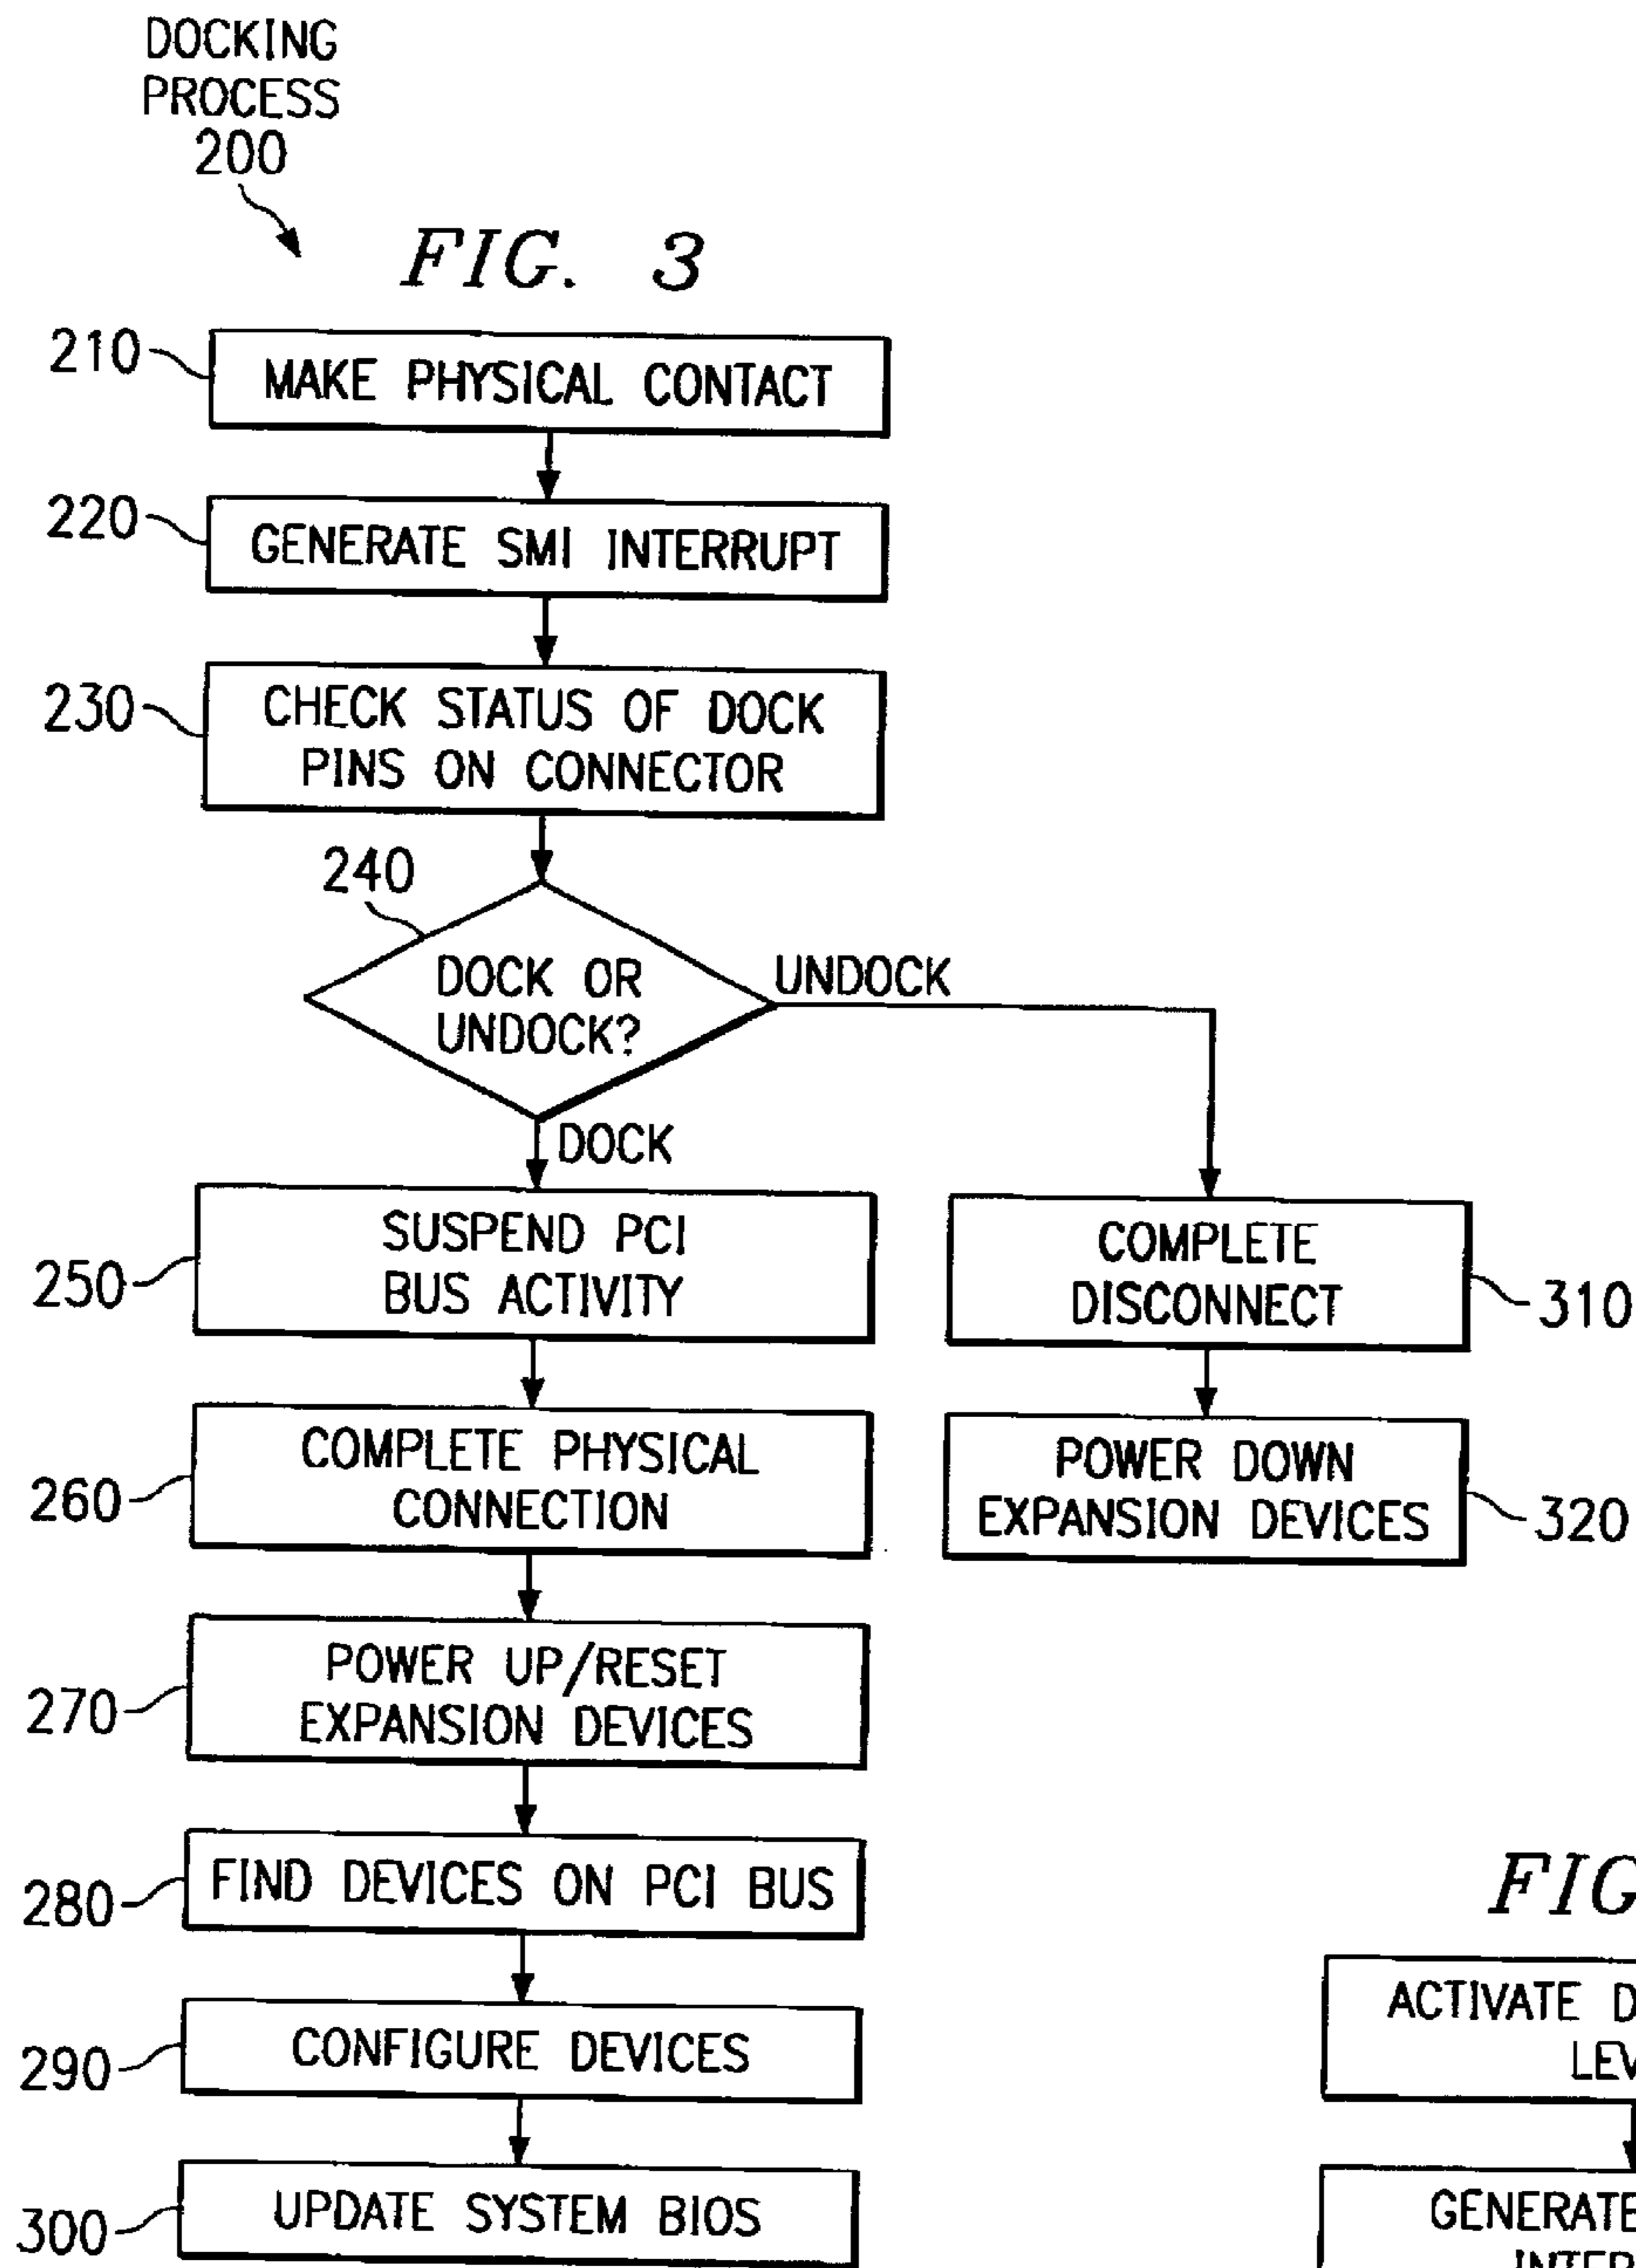 DOCKING
PROCESS
200
FIG. 3
210
MAKE PHYSICAL CONTACT
220
GENERATE SMI INTERRUPT
230
CHECK STATUS OF DOCK
PINS ON CONNECTOR
240
DOCK OR
UNDOCK?
UNDOCK
DOCK
250
SUSPEND PCI
BUS ACTIVITY
COMPLETE
DISCONNECT
310
260
COMPLETE PHYSICAL
CONNECTION
POWER DOWN
EXPANSION DEVICES
320
270
POWER UP/RESET
EXPANSION DEVICES
280
FIND DEVICES ON PCI BUS
290
CONFIGURE DEVICES
300
UPDATE SYSTEM BIOS
FIG
ACTIVATE
GENERATE